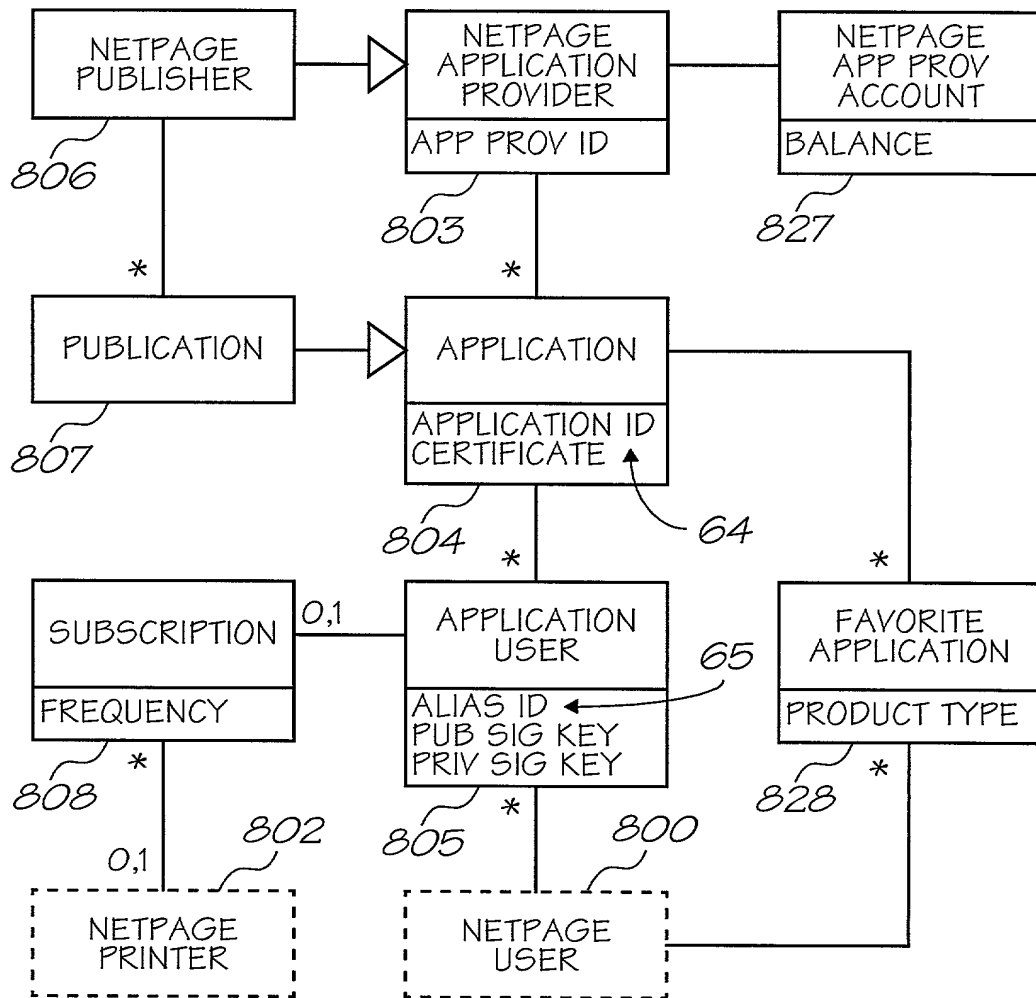 NETPAGE
PUBLISHER
806
NETPAGE
APPLICATION
PROVIDER
APP PROV ID
803
NETPAGE
APP PROV
ACCOUNT
BALANCE
827
*
*
PUBLICATION
807
APPLICATION
APPLICATION ID
CERTIFICATE
64
804
*
*
SUBSCRIPTION
FREQUENCY
808
*
0,1
APPLICATION
USER
ALIAS ID
PUB SIG KEY
PRIV SIG KEY
65
805
*
FAVORITE
APPLICATION
PRODUCT TYPE
828
*
0,1
802
NETPAGE
PRINTER
800
NETPAGE
USER